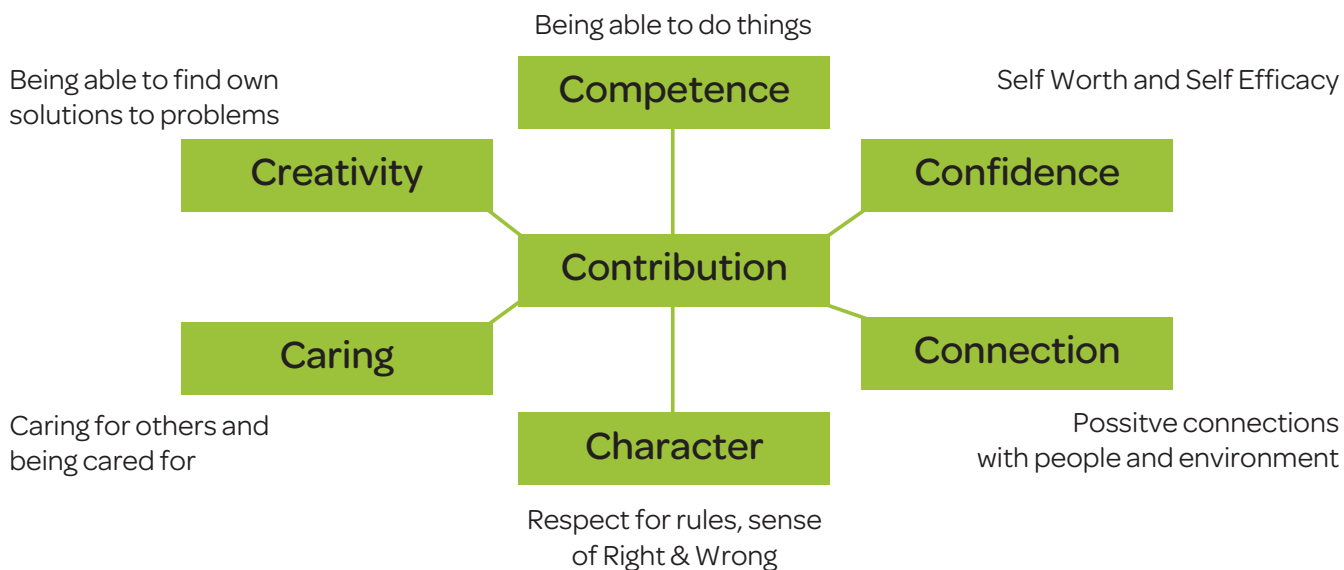 Being able to do things
Competence
Being able to find own
solutions to problems
Creativity
Self Worth and Self Efficacy
Confidence
Contribution
Caring
Caring for others and
being cared for
Connection
Possitve connections
with people and environment
Character
Respect for rules, sense
of Right & Wrong